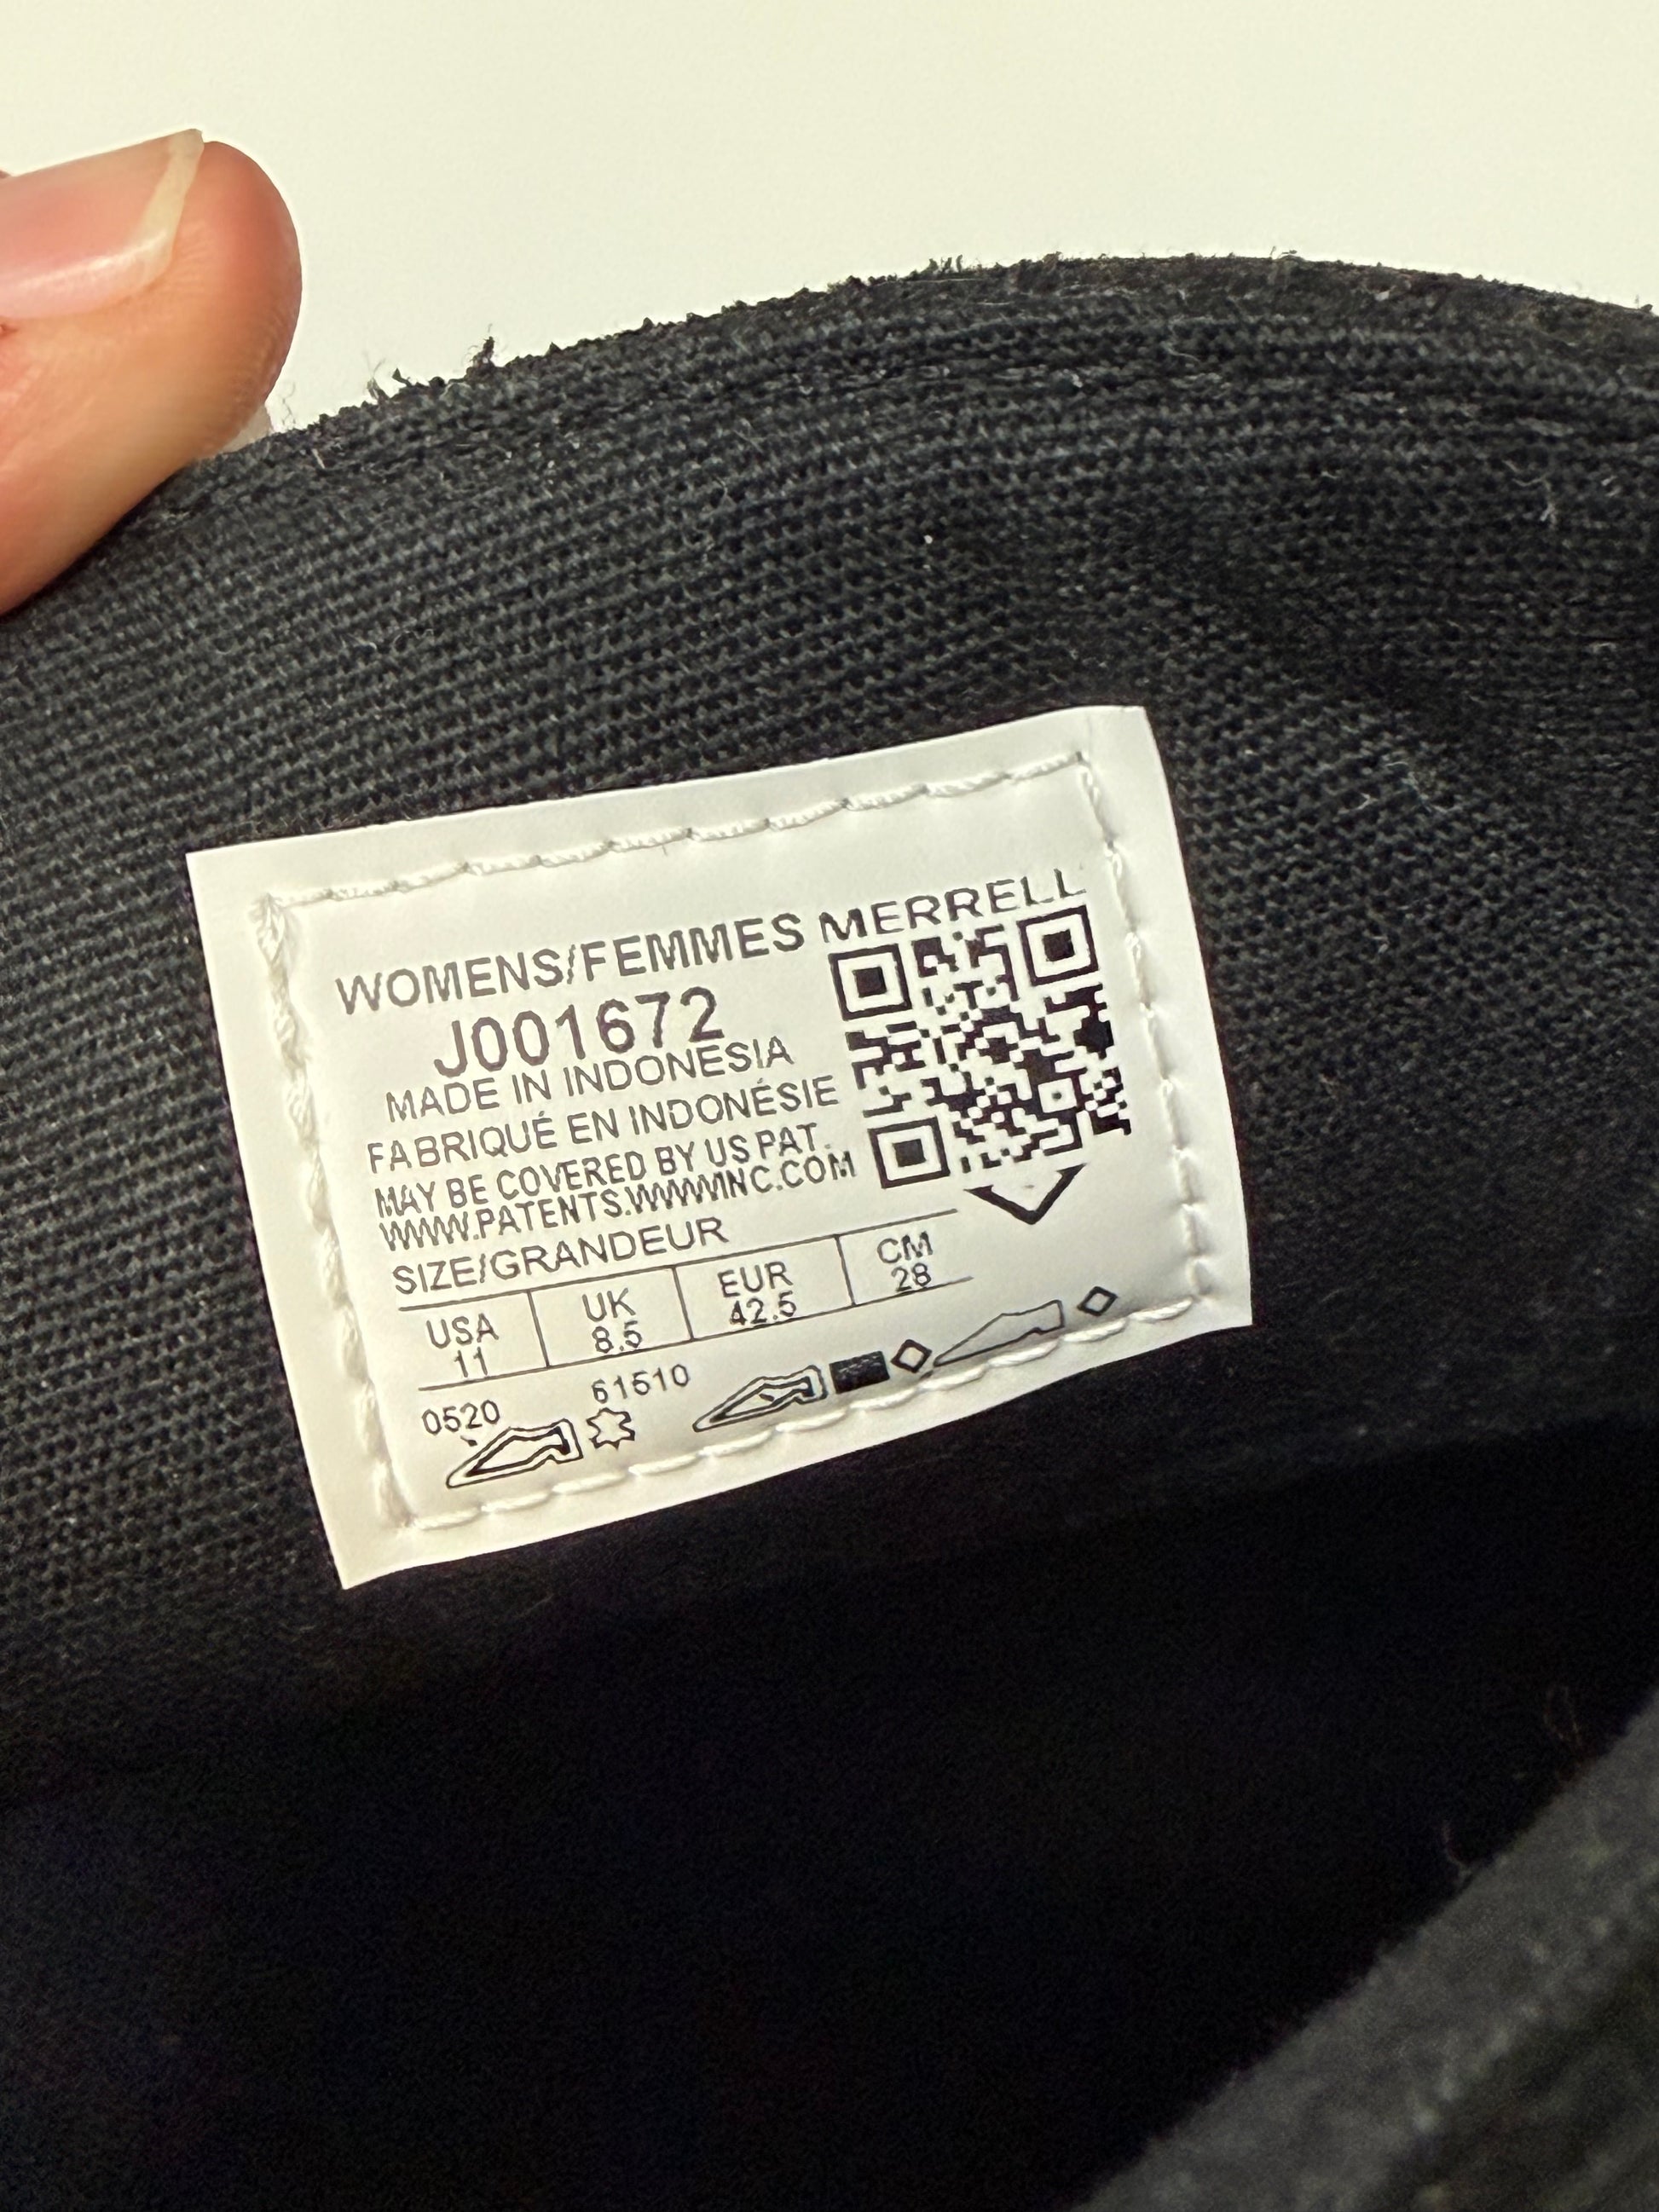 WOMENS/FEMMES MERRELL
J001672
MADE IN INDONESIA
FABRIQUÉ EN INDONÉSIE
MAY BE COVERED BY US PAT.
WWW.PATENTS.WWWINC.COM
SIZE/GRANDEUR
USA UK EUR CM
11 8.5 42.5 28
0520 61510